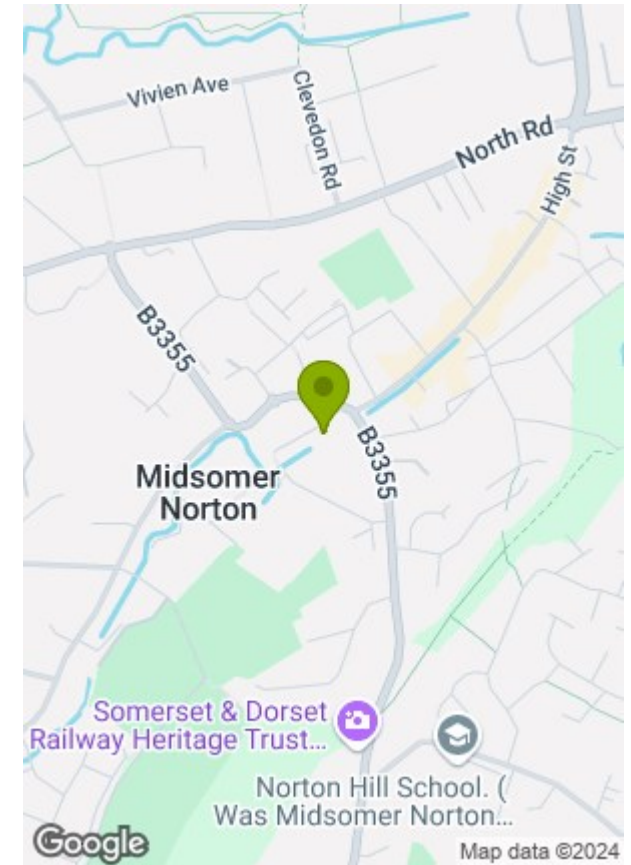 Vivien Ave
Clevedon Rd
North Rd
High St
B3355
B3355
Midsomer
Norton
Somerset & Dorset
Railway Heritage Trust...
Norton Hill School. (
Was Midsomer Norton...
Google
Map data ©2024